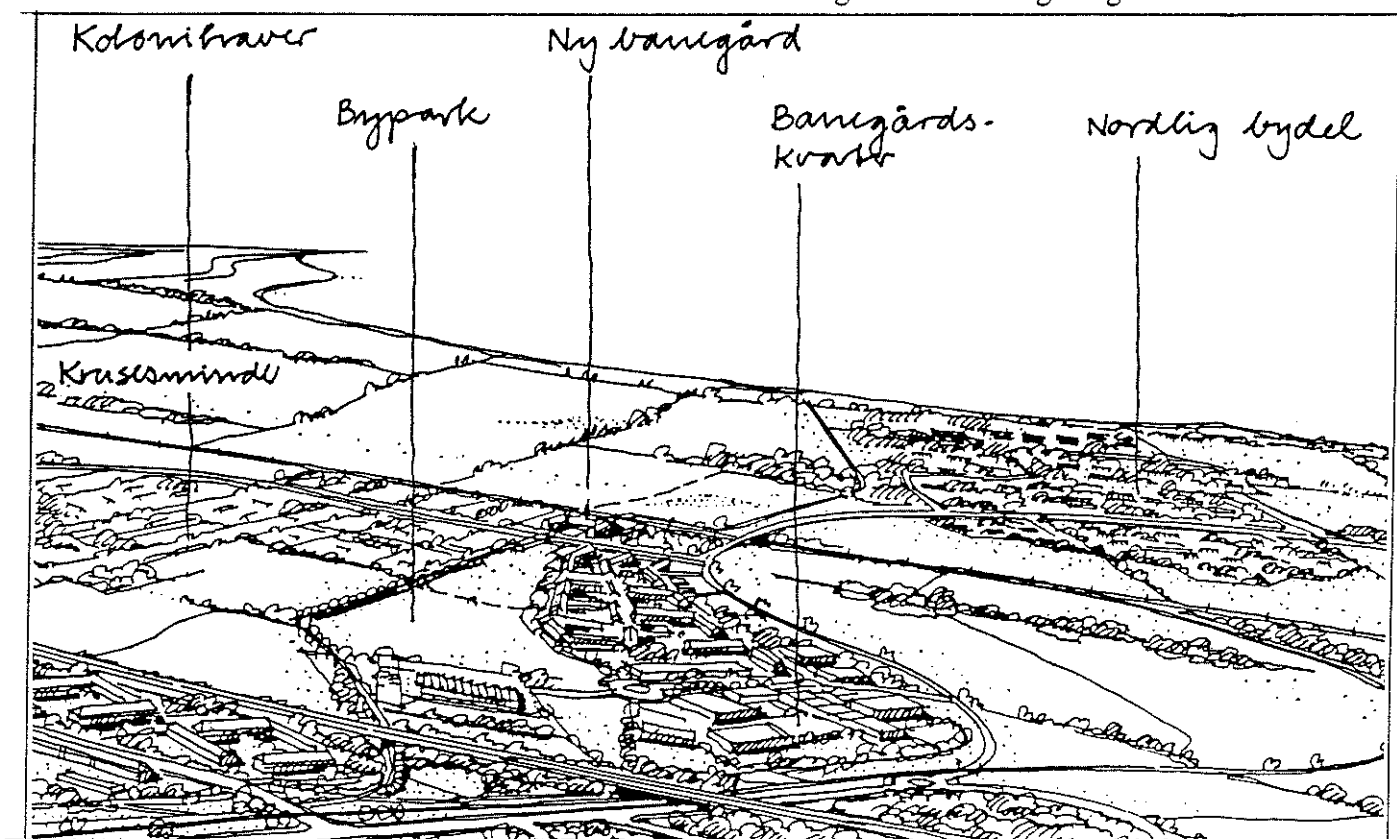 Kolonihaver
Ny banegård
Bypark
Banegårds-
kvarter
Nordlig bydel
Krusesminde